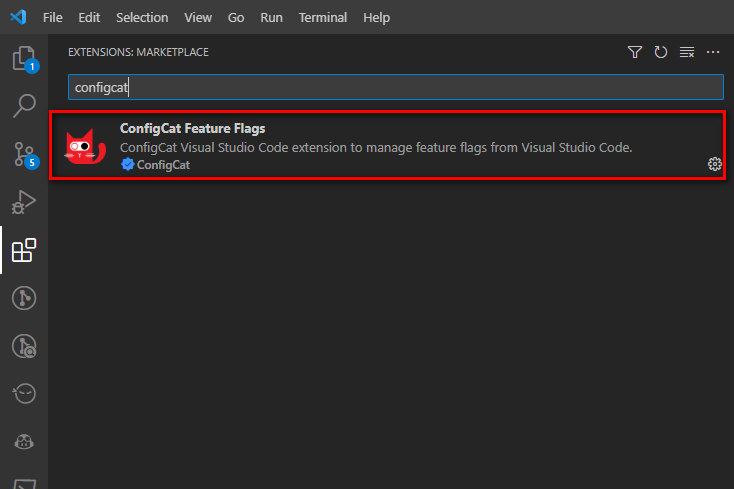 File Edit Selection View Go Run Terminal Help
EXTENSIONS: MARKETPLACE
1
configcat
ConfigCat Feature Flags
ConfigCat Visual Studio Code extension to manage feature flags from Visual Studio Code.
5
ConfigCat